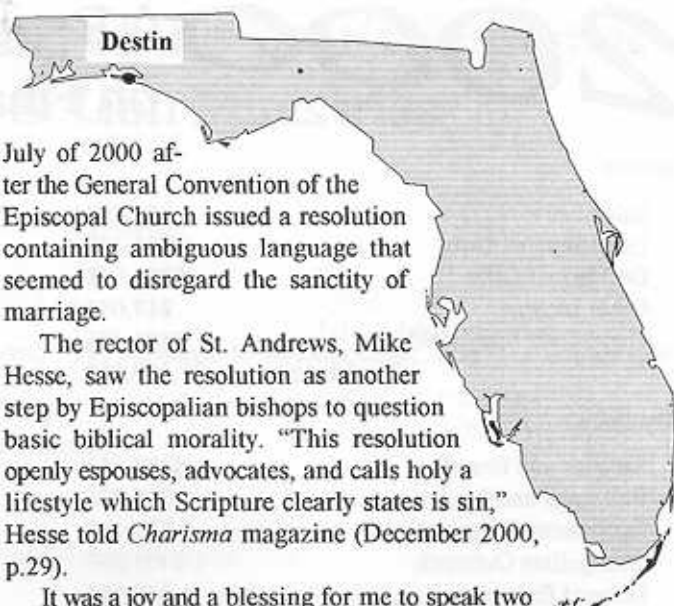 Destin
July of 2000 af-
ter the General Convention of the
Episcopal Church issued a resolution
containing ambiguous language that
seemed to disregard the sanctity of
marriage.
The rector of St. Andrews, Mike
Hesse, saw the resolution as another
step by Episcopalian bishops to question
basic biblical morality. “This resolution
openly espouses, advocates, and calls holy a
lifestyle which Scripture clearly states is sin,”
Hesse told Charisma magazine (December 2000,
p.29).
It was a joy and a blessing for me to speak two